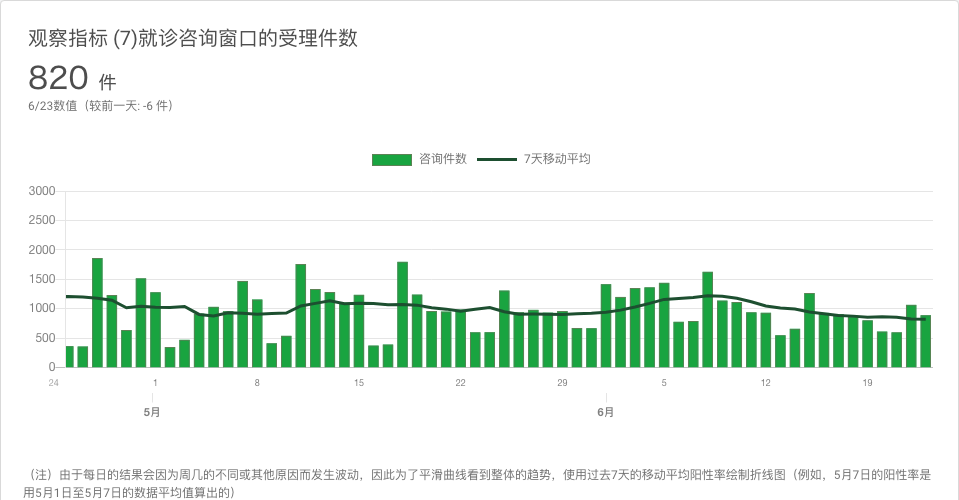 观察指标 (7)就诊咨询窗口的受理件数
820 件
6/23数值（较前一天: -6 件）
咨询件数 7天移动平均
3000
2500
2000
1500
1000
500
0
24 1 8 15 22 29 5 12 19
5月 6月
（注）由于每日的结果会因为周几的不同或其他原因而发生波动，因此为了平滑曲线看到整体的趋势，使用过去7天的移动平均阳性率绘制折线图（例如，5月7日的阳性率是
用5月1日至5月7日的数据平均值算出的）